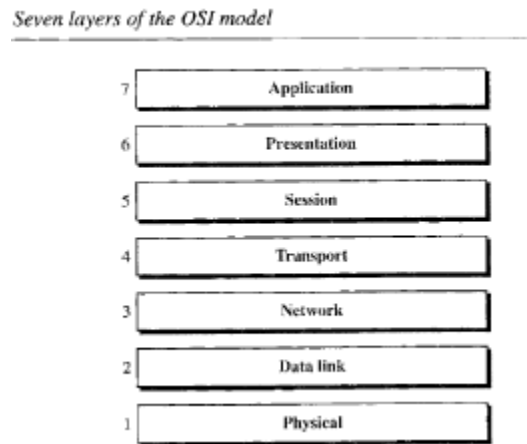 Seven layers of the OSI model
7 Application
6 Presentation
5 Session
4 Transport
3 Network
2 Data link
1 Physical